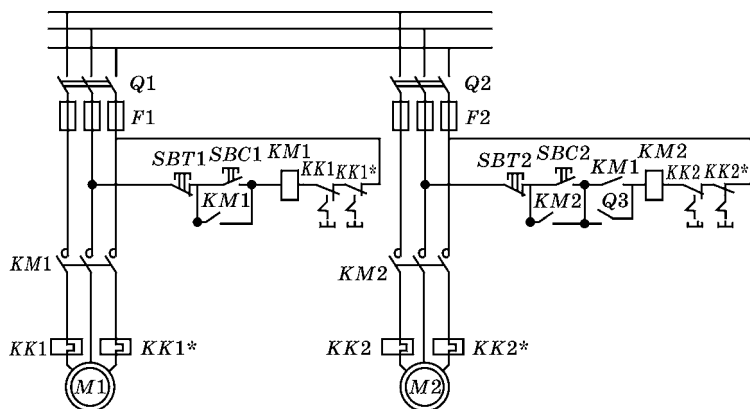 Q1
Q2
F1
F2
SBT1
SBC1
KM1
KK1
KK1*
SBT2
SBC2
KM1
KM2
KK2
KK2*
KM1
KM2
Q3
KM1
KM2
KK1
KK1*
KK2
KK2*
M1
M2